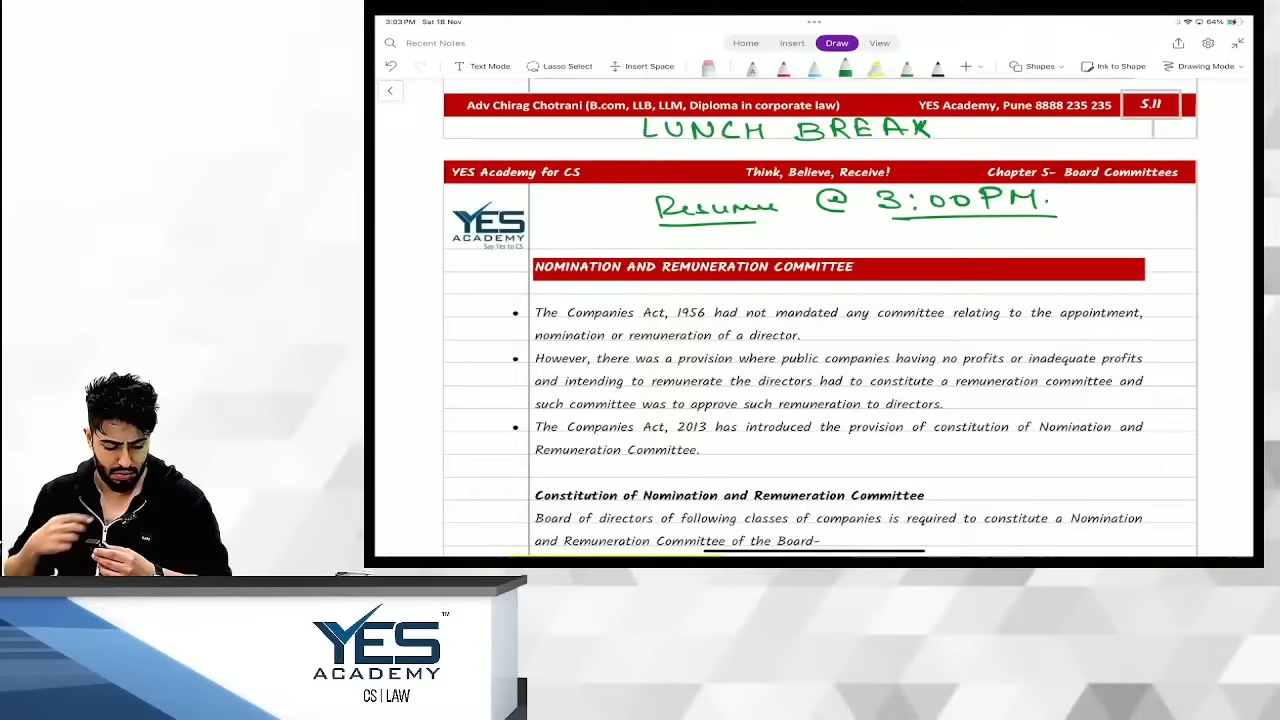 3:03 PM Sat 18 Nov
64%
Recent Notes
Home Insert Draw View
Text Mode Lasso Select Insert Space Shapes Ink to Shape Drawing Mode
Adv Chirag Chotrani (B.com, LLB, LLM, Diploma in corporate law) YES Academy, Pune 8888 235 235 5.11
LUNCH BREAK
YES Academy for CS Think, Believe, Receive! Chapter 5- Board Committees
Resume @ 3:00PM.
YES
ACADEMY
Say Yes to CS
NOMINATION AND REMUNERATION COMMITTEE
• The Companies Act, 1956 had not mandated any committee relating to the appointment,
nomination or remuneration of a director.
• However, there was a provision where public companies having no profits or inadequate profits
and intending to remunerate the directors had to constitute a remuneration committee and
such committee was to approve such remuneration to directors.
• The Companies Act, 2013 has introduced the provision of constitution of Nomination and
Remuneration Committee.
Constitution of Nomination and Remuneration Committee
Board of directors of following classes of companies is required to constitute a Nomination
and Remuneration Committee of the Board-
YES™
ACADEMY
CS | LAW